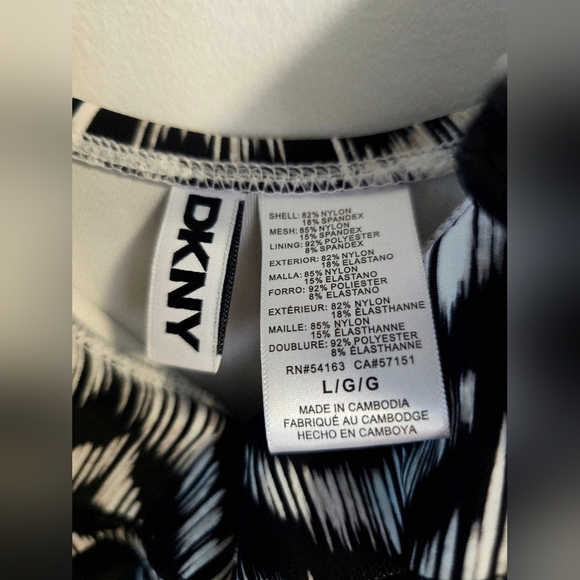 DKNY
SHELL: 82% NYLON
18% SPANDEX
MESH: 85% NYLON
15% SPANDEX
LINING: 92% POLYESTER
8% SPANDEX
EXTERIOR: 82% NYLON
18% ELASTANO
MALLA: 85% NYLON
15% ELASTANO
FORRO: 92% POLIESTER
8% ELASTANO
EXTÉRIEUR: 82% NYLON
18% ÉLASTHANNE
MAILLE: 85% NYLON
15% ÉLASTHANNE
DOUBLURE: 92% POLYESTER
8% ÉLASTHANNE
RN#54163 CA#57151
L/G/G
MADE IN CAMBODIA
FABRIQUÉ AU CAMBODGE
HECHO EN CAMBOYA